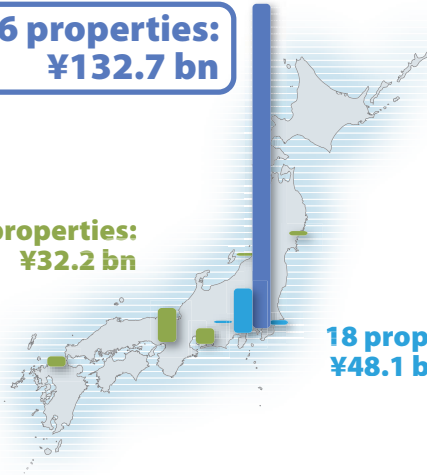 6 properties:
¥132.7 bn
properties:
¥32.2 bn
18 prop
¥48.1 b